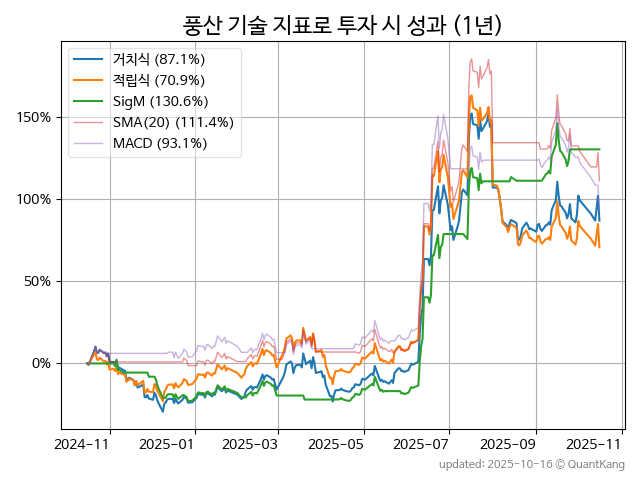 풍산 기술 지표로 투자 시 성과 (1년)
거치식 (87.1%)
적립식 (70.9%)
SigM (130.6%)
SMA(20) (111.4%)
MACD (93.1%)
150%
100%
50%
0%
2024-11 2025-01 2025-03 2025-05 2025-07 2025-09 2025-11
updated: 2025-10-16 © QuantKang